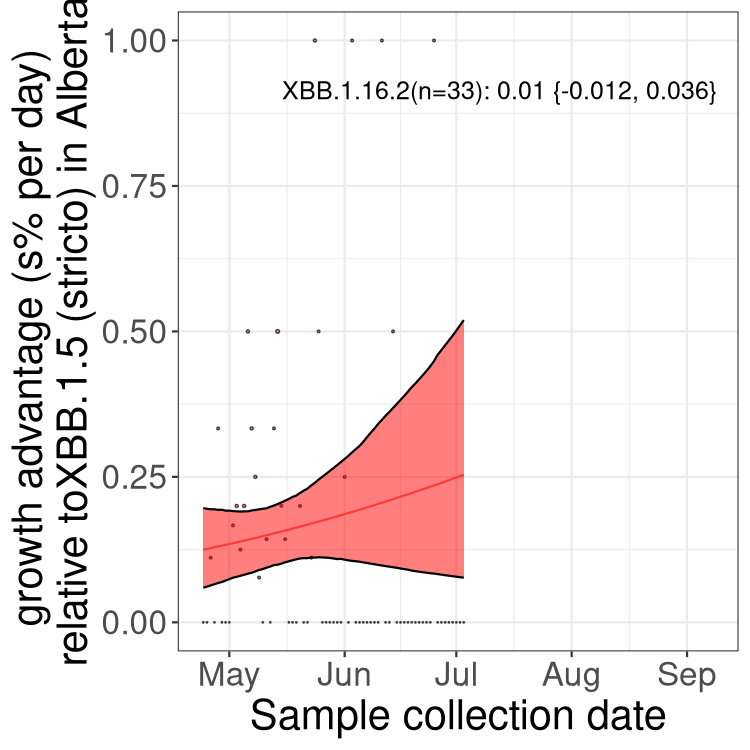 growth advantage (s% per day)
relative toXBB.1.5 (stricto) in Alberta
1.00
0.75
0.50
0.25
0.00
XBB.1.16.2(n=33): 0.01 {-0.012, 0.036}
May Jun Jul Aug Sep
Sample collection date